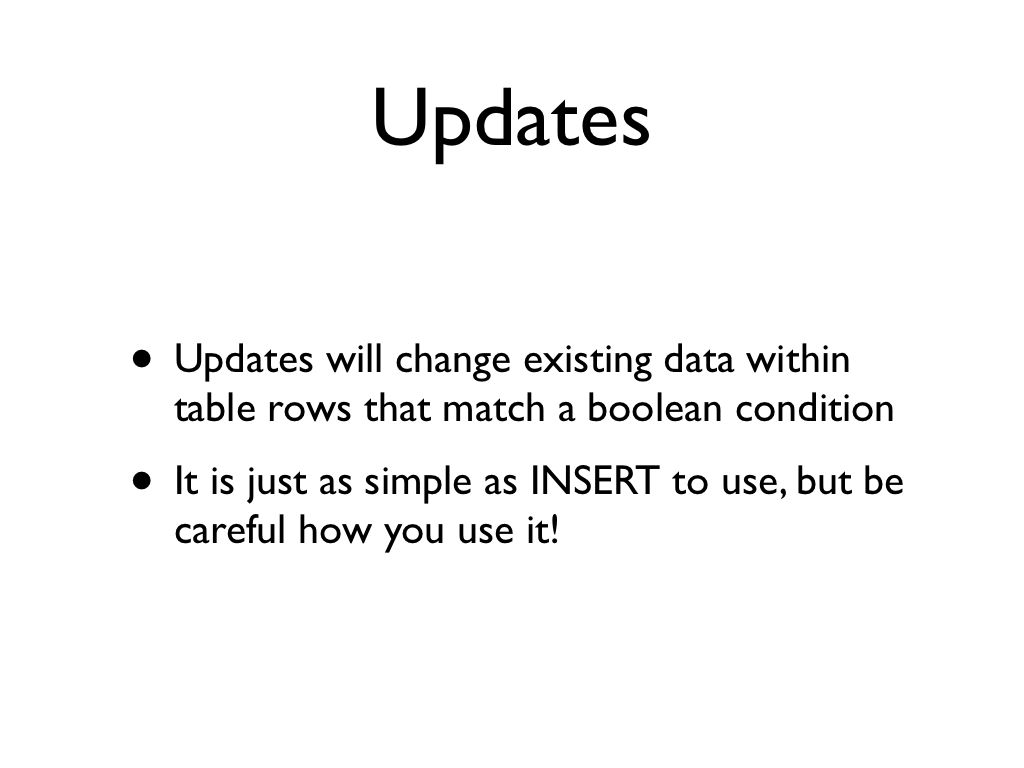 Updates
• Updates will change existing data within
table rows that match a boolean condition
• It is just as simple as INSERT to use, but be
careful how you use it!